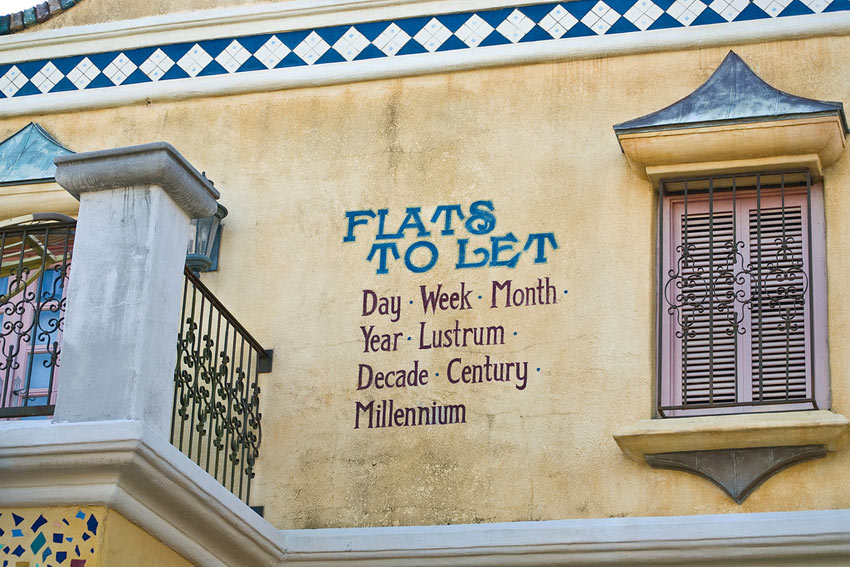 FLATS
TO LET
Day · Week · Month ·
Year · Lustrum ·
Decade · Century ·
Millennium